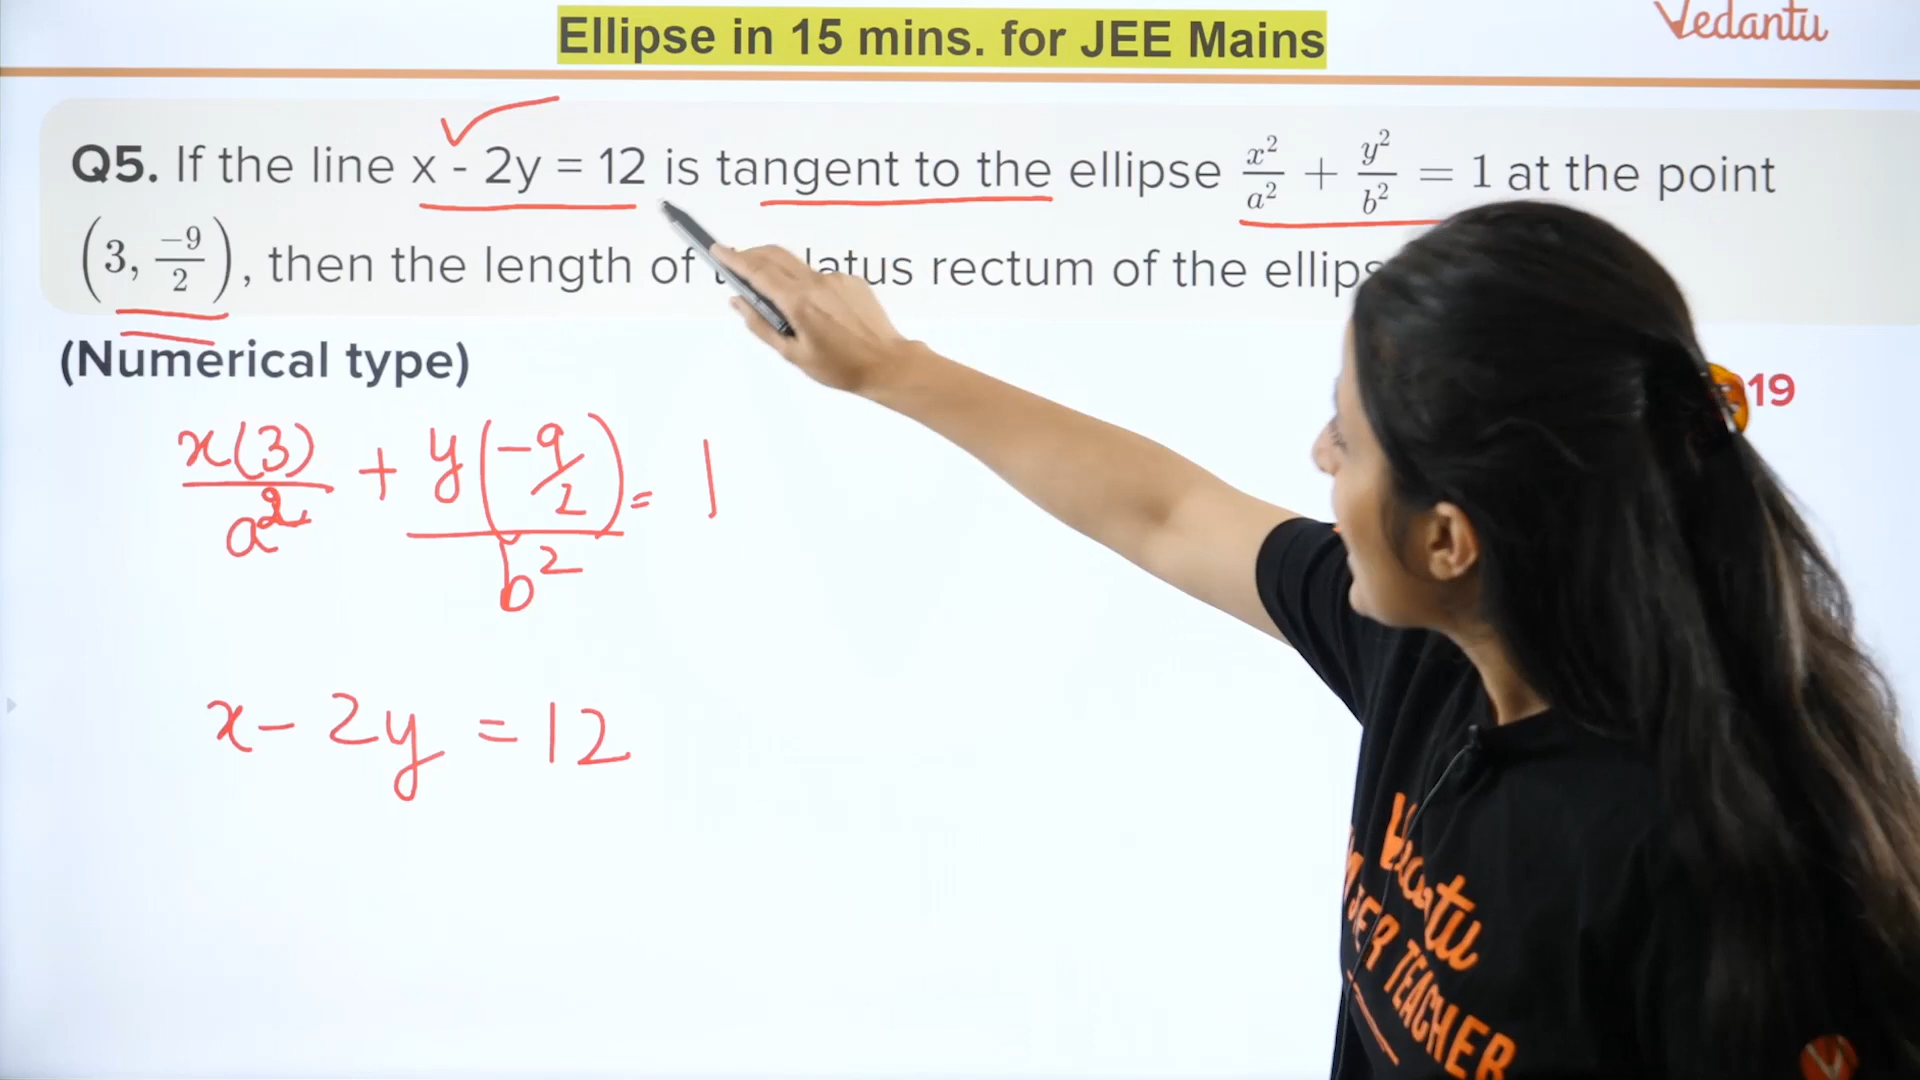 Ellipse in 15 mins. for JEE Mains
Vedantu
Q5. If the line x - 2y = 12 is tangent to the ellipse x²/a² + y²/b² = 1 at the point
(3, -9/2), then the length of latus rectum of the
(Numerical type)
19
x(3)/a² + y(-9/2)/b² = 1
x - 2y = 12
Vedantu
TEACHER
V